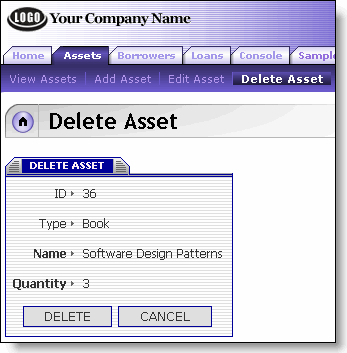 LOGO Your Company Name
Home Assets Borrowers Loans Console Sampl
View Assets | Add Asset | Edit Asset | Delete Asset
Delete Asset
DELETE ASSET
ID 36
Type Book
Name Software Design Patterns
Quantity 3
DELETE CANCEL